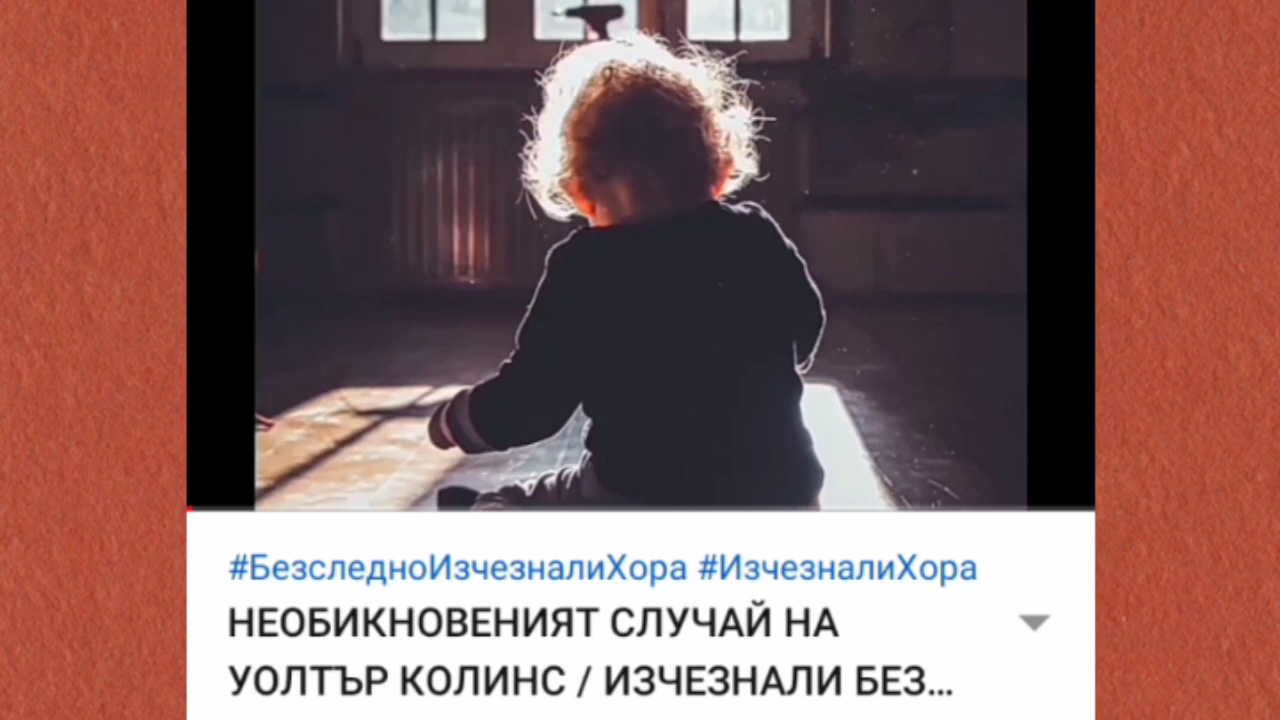 #БезследноИзчезналиХора #ИзчезналиХора
НЕОБИКНОВЕНИЯТ СЛУЧАЙ НА
УОЛТЪР КОЛИНС / ИЗЧЕЗНАЛИ БЕЗ...